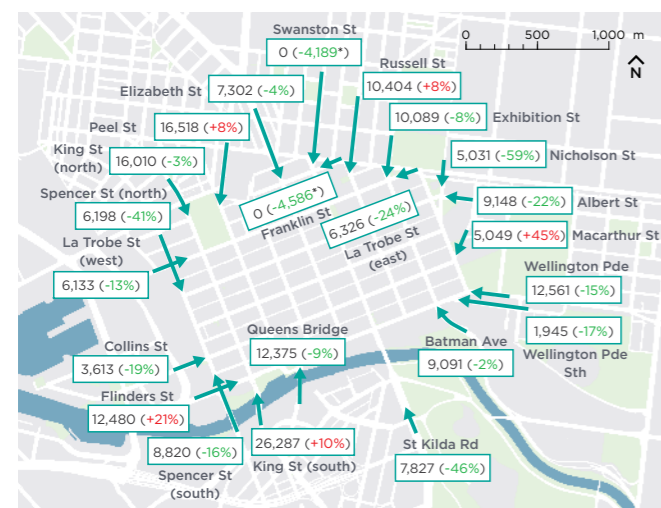 Swanston St
0 (-4,189*)
0 500 1,000 m
N
Russell St
10,404 (+8%)
Elizabeth St 7,302 (-4%)
10,089 (-8%) Exhibition St
Peel St 16,518 (+8%)
King St
(north) 16,010 (-3%)
5,031 (-59%) Nicholson St
Spencer St (north)
6,198 (-41%)
0 (-4,586*)
Franklin St
6,326 (-24%)
La Trobe St
(east)
9,148 (-22%) Albert St
5,049 (+45%) Macarthur St
La Trobe St
(west)
6,133 (-13%)
Wellington Pde
12,561 (-15%)
1,945 (-17%)
Wellington Pde
Sth
Queens Bridge
12,375 (-9%)
Batman Ave
9,091 (-2%)
Collins St
3,613 (-19%)
Flinders St
12,480 (+21%)
8,820 (-16%)
Spencer St
(south)
26,287 (+10%)
King St (south)
St Kilda Rd
7,827 (-46%)